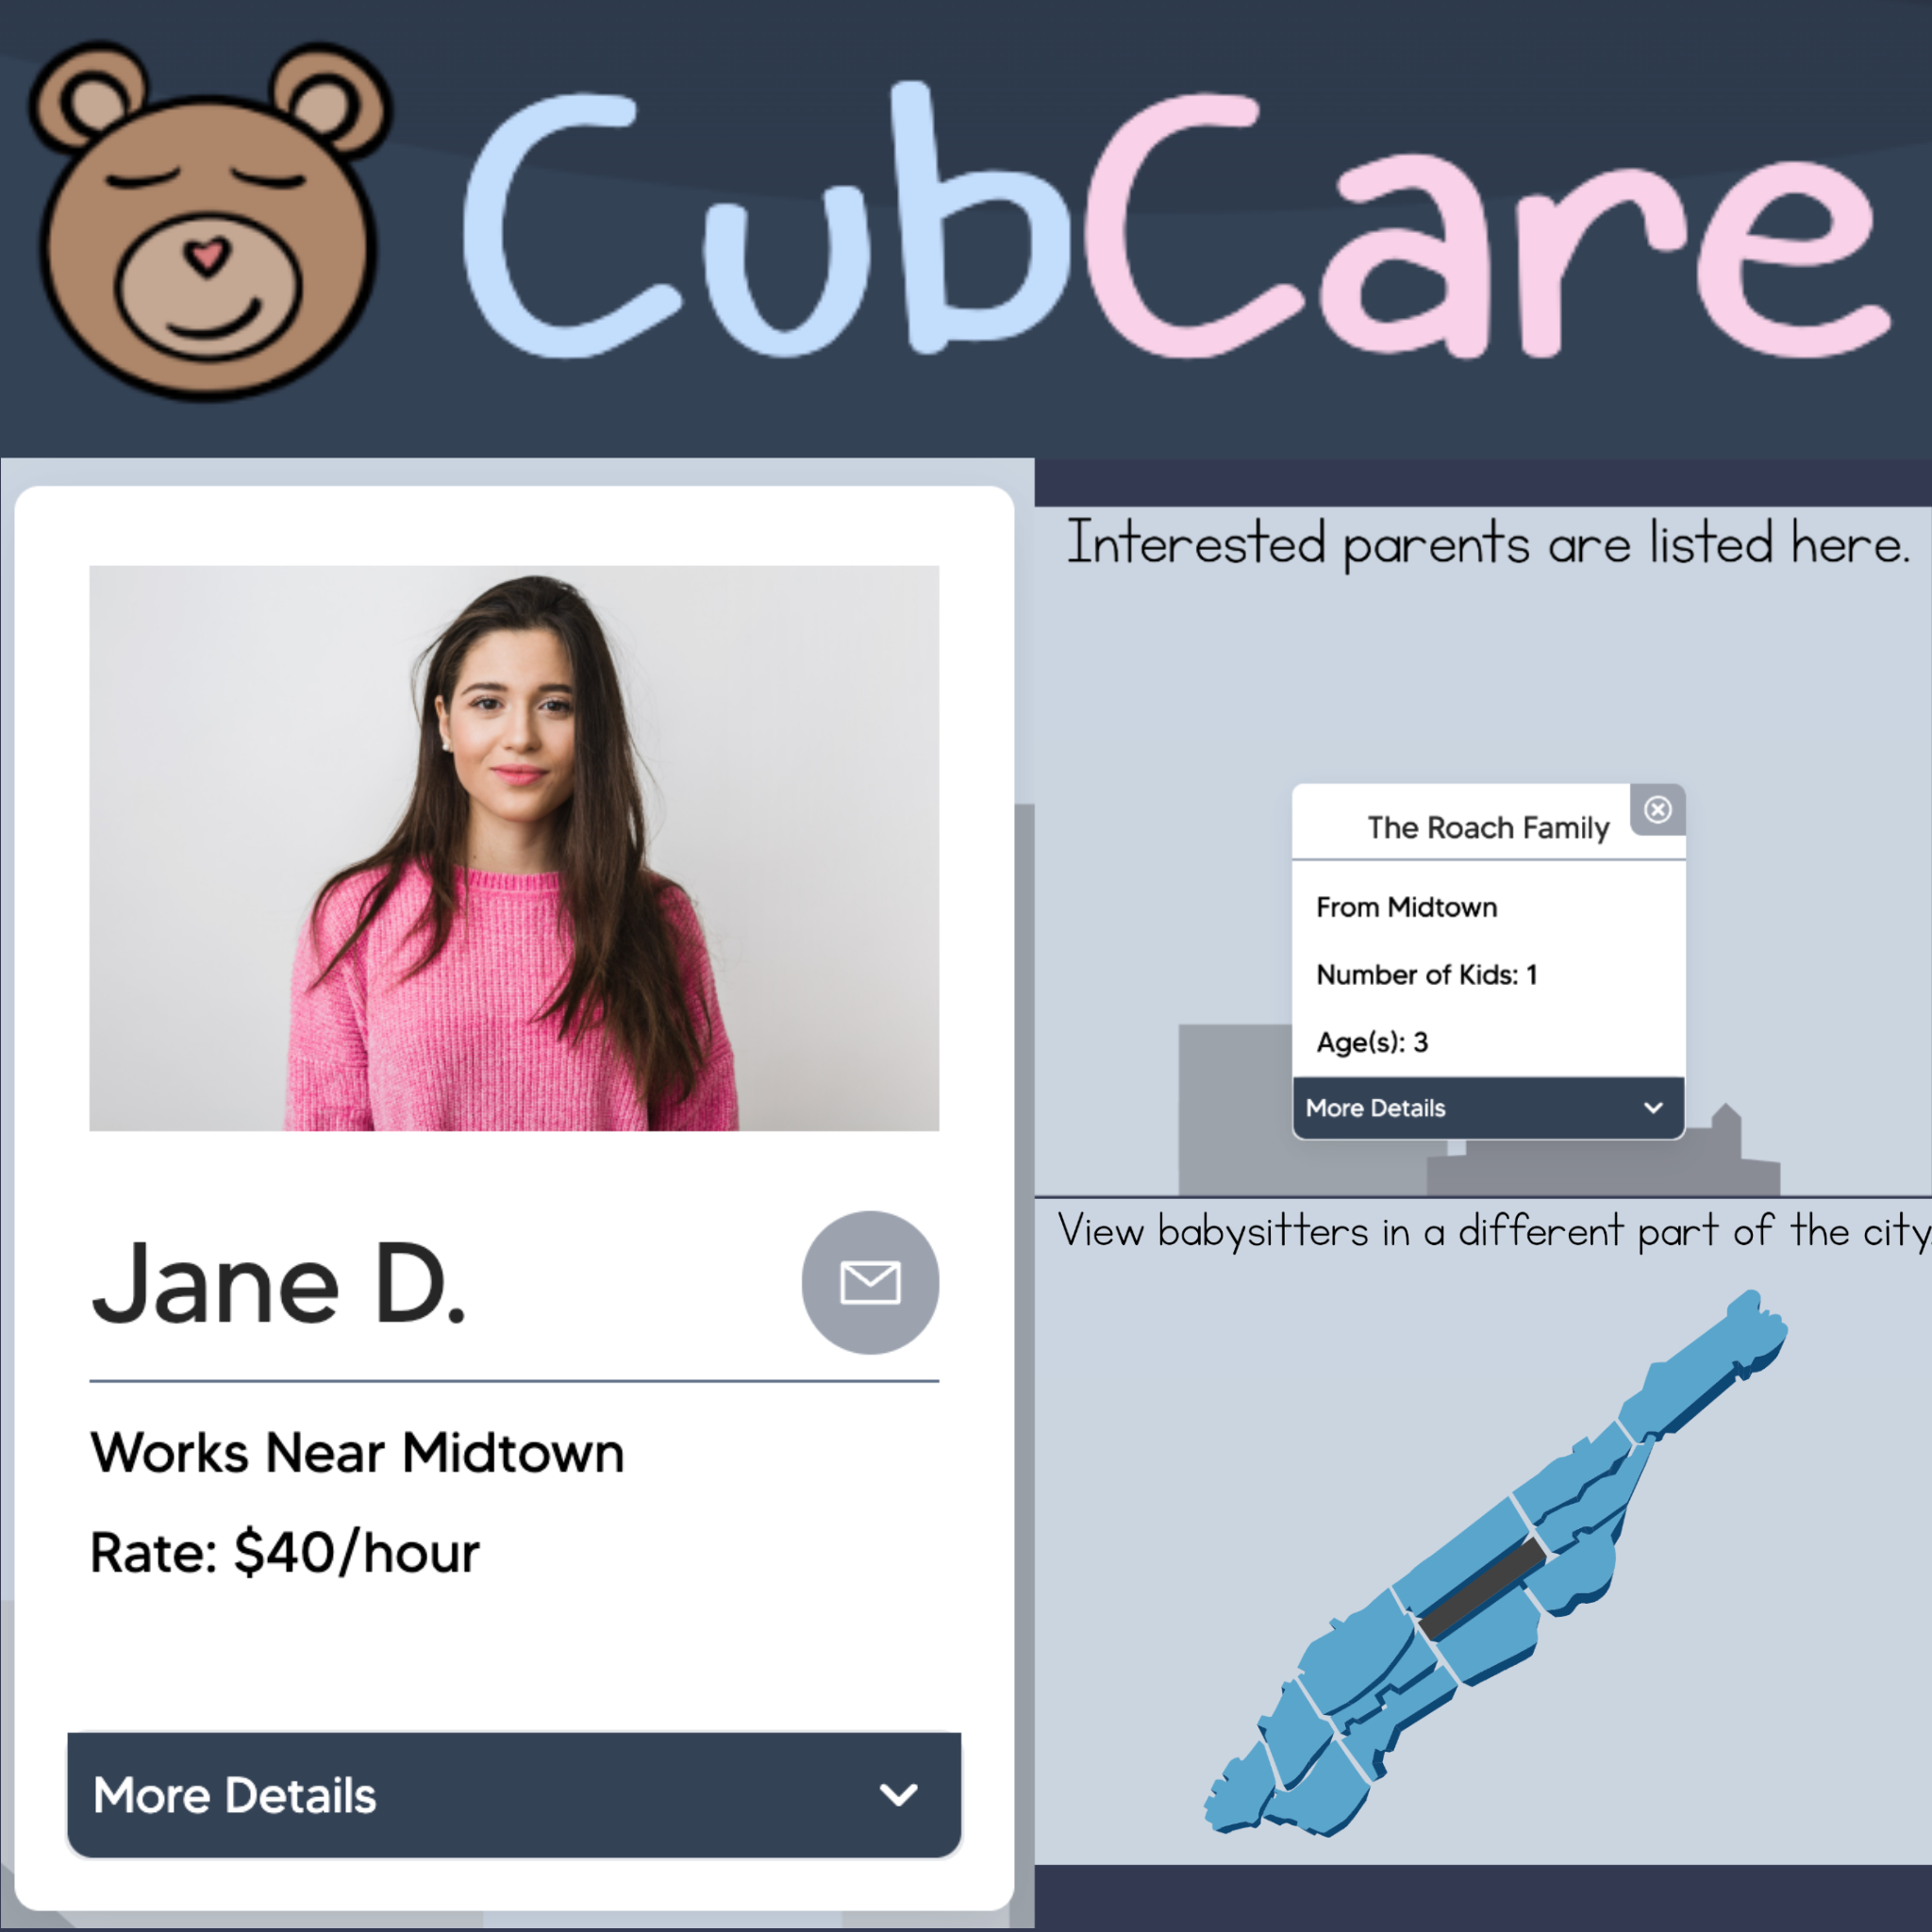 CubCare
Jane D.
Works Near Midtown
Rate: $40/hour
More Details
Interested parents are listed here.
The Roach Family
From Midtown
Number of Kids: 1
Age(s): 3
More Details
View babysitters in a different part of the city.